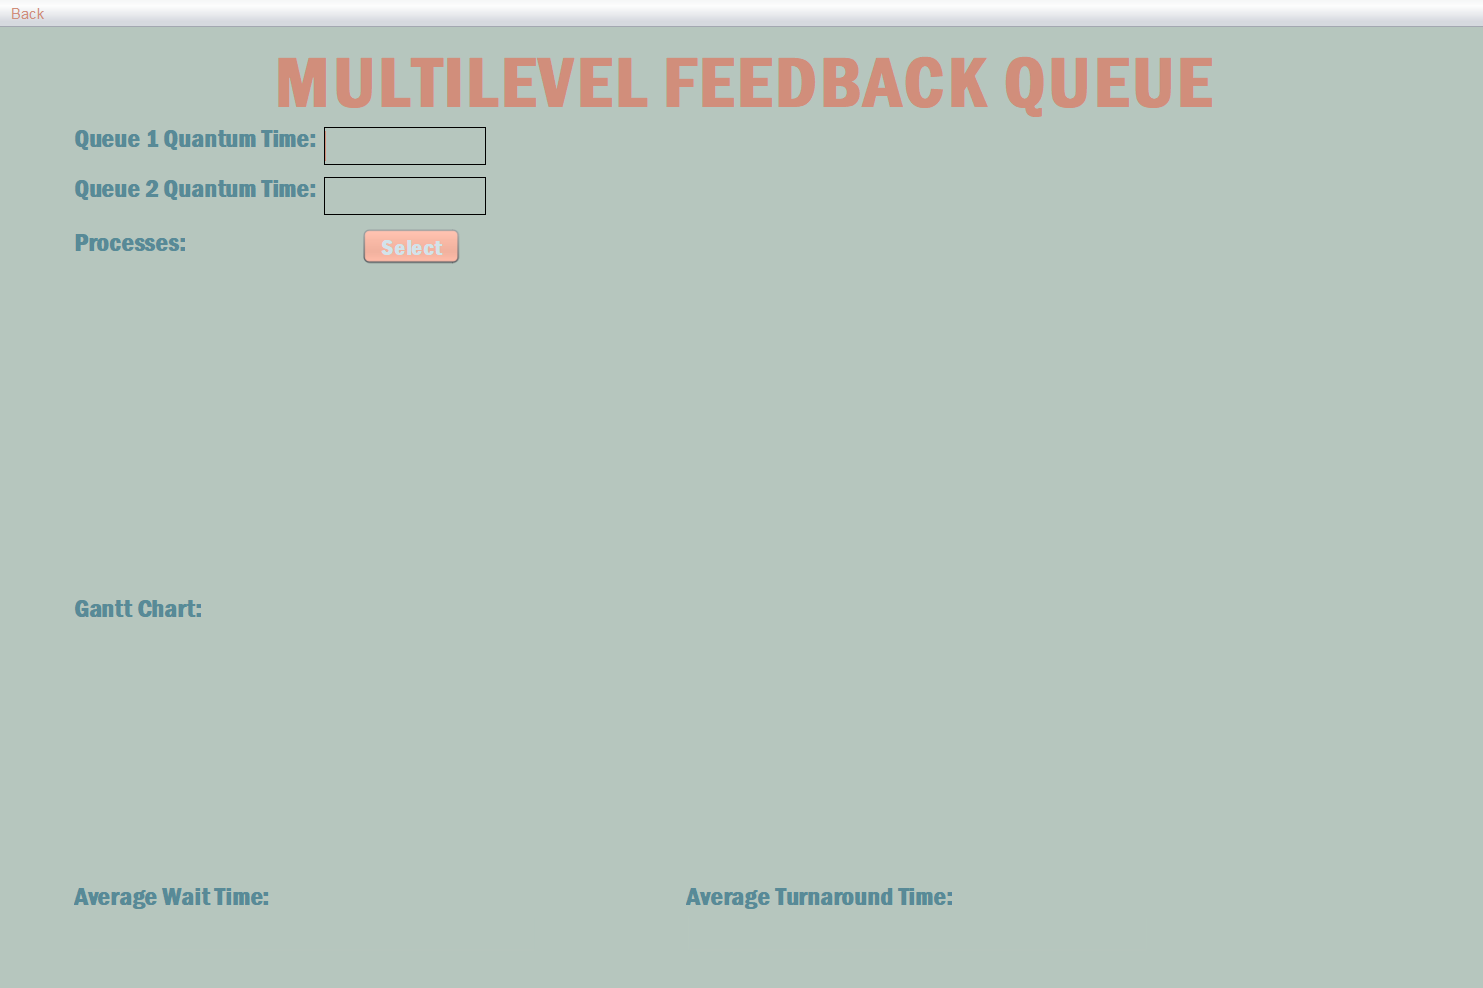 Back
MULTILEVEL FEEDBACK QUEUE
Queue 1 Quantum Time:
Queue 2 Quantum Time:
Processes:
Select
Gantt Chart:
Average Wait Time:
Average Turnaround Time: